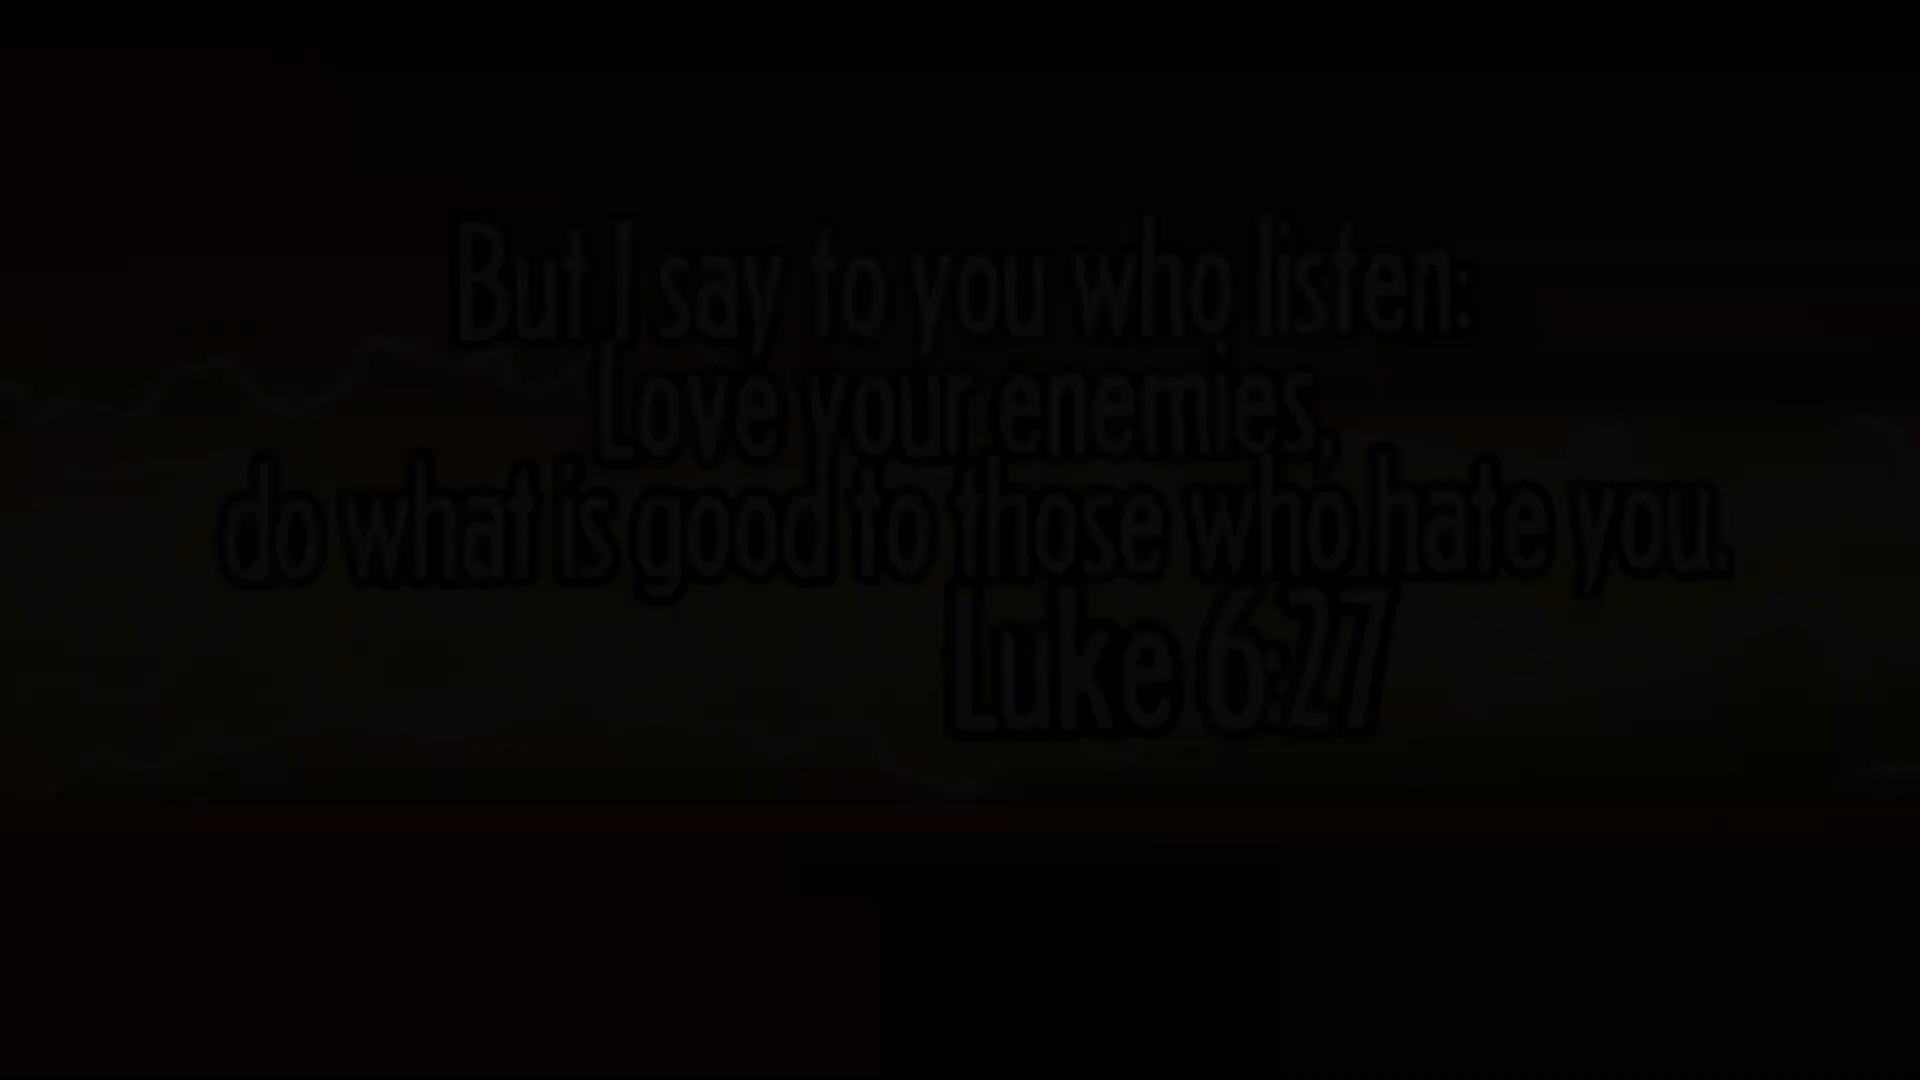 But I say to you who listen:
Love your enemies,
do what is good to those who hate you.
Luke 6:27